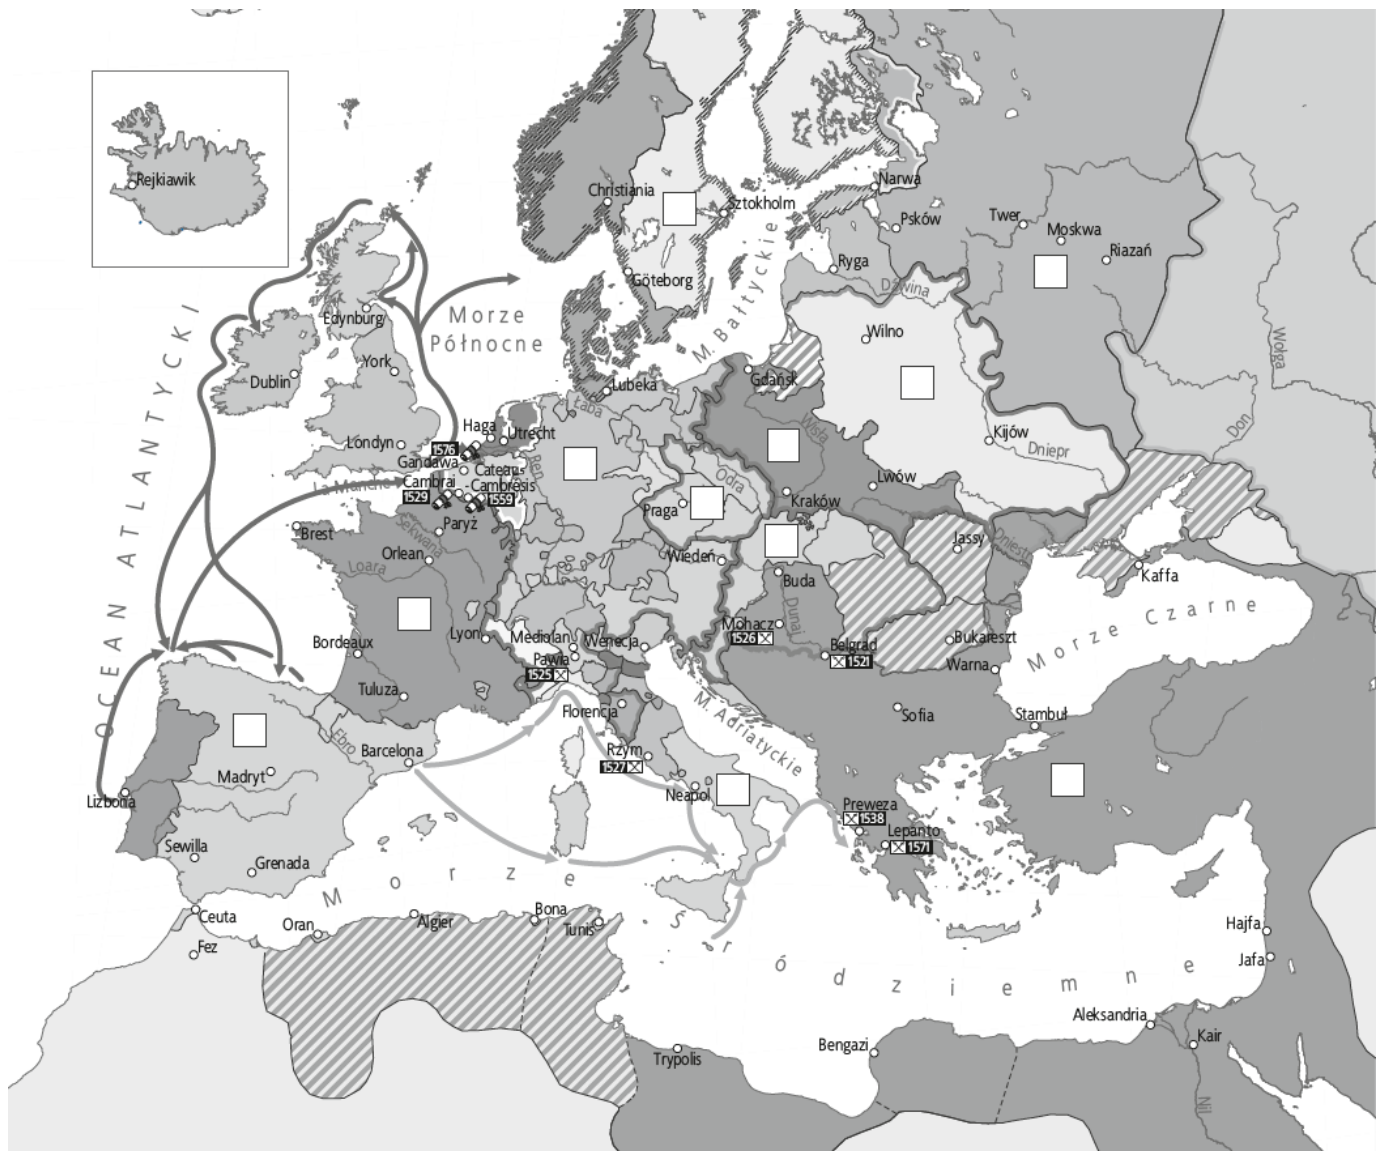 Rejkiawik
Christiania
Sztokholm
Narwa
Psków
Twer
Moskwa
Riazań
Göteborg
Ryga
Dźwina
M. Bałtyckie
Morze
Północne
OCEAN ATLANTYCKI
Edynburg
York
Dublin
Londyn
La Manche
Wilno
Gdańsk
Wisła
Lubeka
Łaba
Wołga
Don
Kijów
Dniepr
Haga
Utrecht
1576
Gandawa
Cateau-
-Cambrésis
Cambrai
1529
1559
Ren
Odra
Praga
Kraków
Lwów
Brest
Paryż
Sekwana
Orlean
Loara
Wiedeń
Buda
Dunaj
Jassy
Dniestr
Kaffa
Morze Czarne
Bordeaux
Lyon
Mediolan
Wenecja
Pawia
1525
Mohacz
1526
Belgrad
1521
Bukareszt
Warna
Tuluza
Florencja
M. Adriatyckie
Sofia
Stambuł
Ebro
Barcelona
Madryt
Lizbona
Rzym
1527
Neapol
Preweza
1538
Lepanto
1571
Sewilla
Grenada
Morze
Śródziemne
Ceuta
Fez
Oran
Algier
Bona
Tunis
Hajfa
Jafa
Aleksandria
Kair
Nil
Trypolis
Bengazi